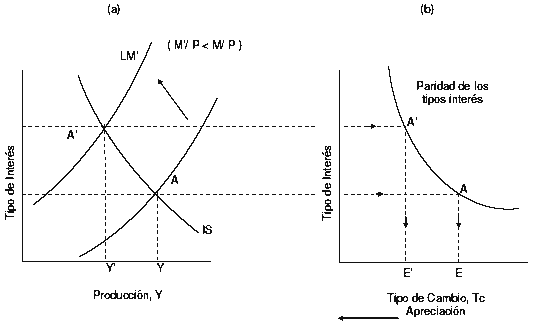 (a)
(b)
LM'
( M'/ P < M/ P )
Paridad de los
tipos interés
A'
A'
A
A
Tipo de Interés
Tipo de Interés
IS
Y'
Y
E'
E
Producción, Y
Tipo de Cambio, Tc
Apreciación